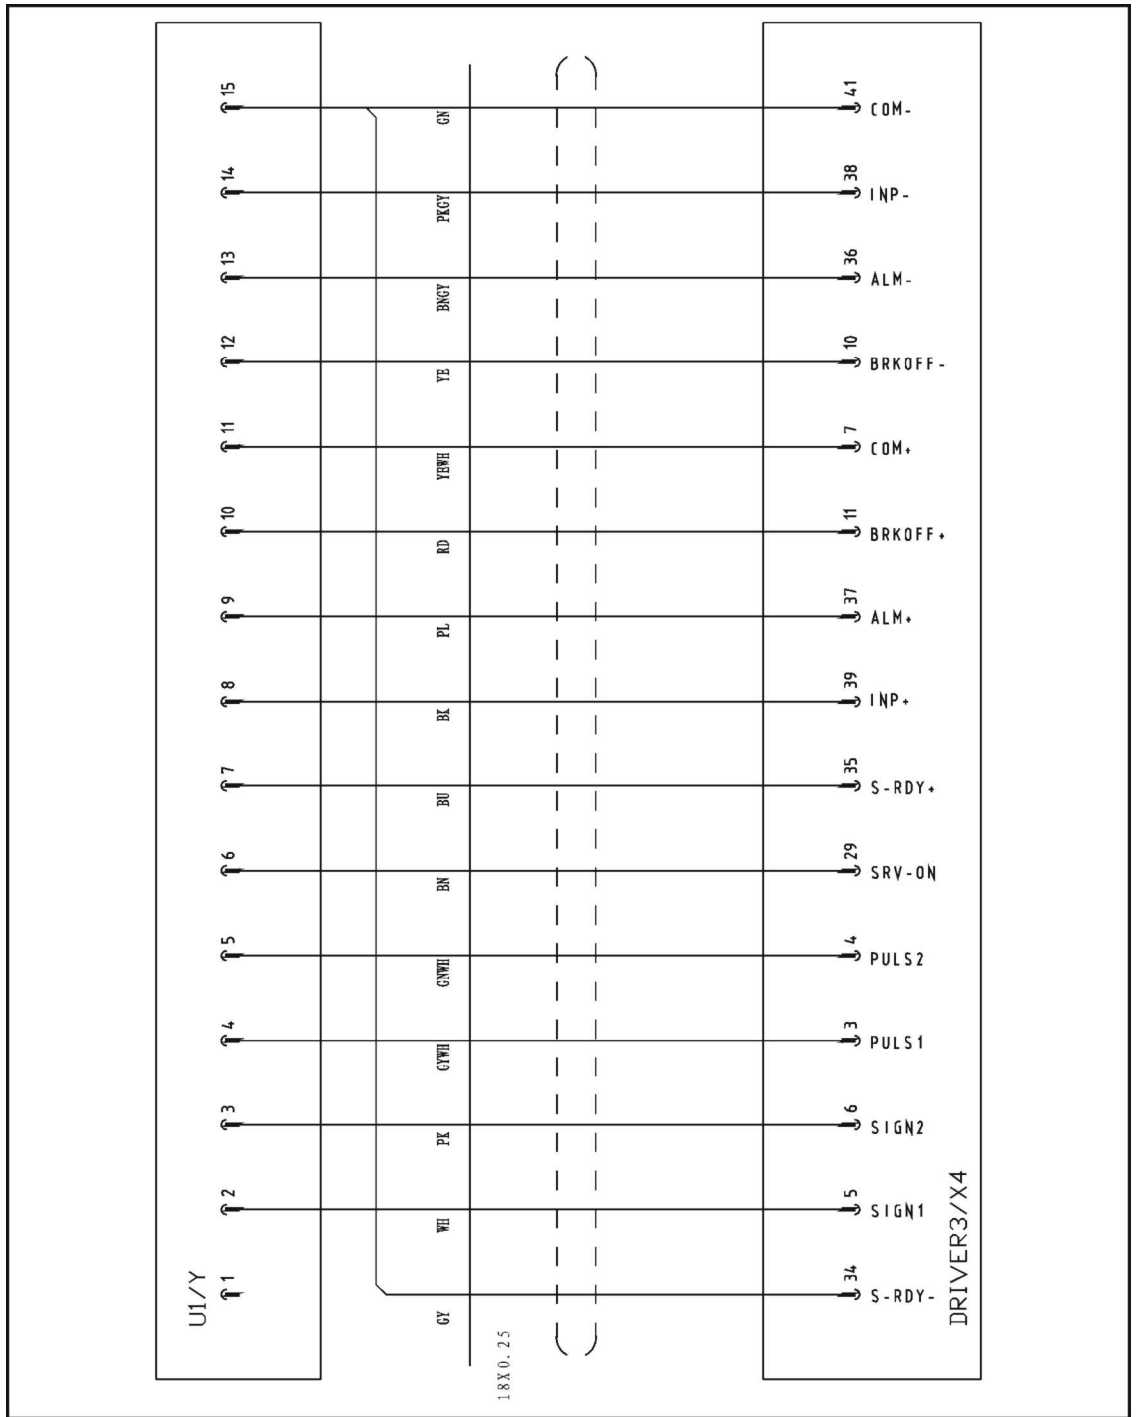 15 GN 41 COM-
14 PKGY 38 INP-
13 BNGY 36 ALM-
12 YE 10 BRKOFF-
11 YEWH 7 COM+
10 RD 11 BRKOFF+
9 PL 37 ALM+
8 BK 39 INP+
7 BU 35 S-RDY+
6 BN 29 SRV-ON
5 GNWH 4 PULS2
4 GYWH 3 PULS1
3 PK 6 SIGN2
2 WH 5 SIGN1
1 GY 34 S-RDY-
U1/Y
DRIVER3/X4
18X0.25